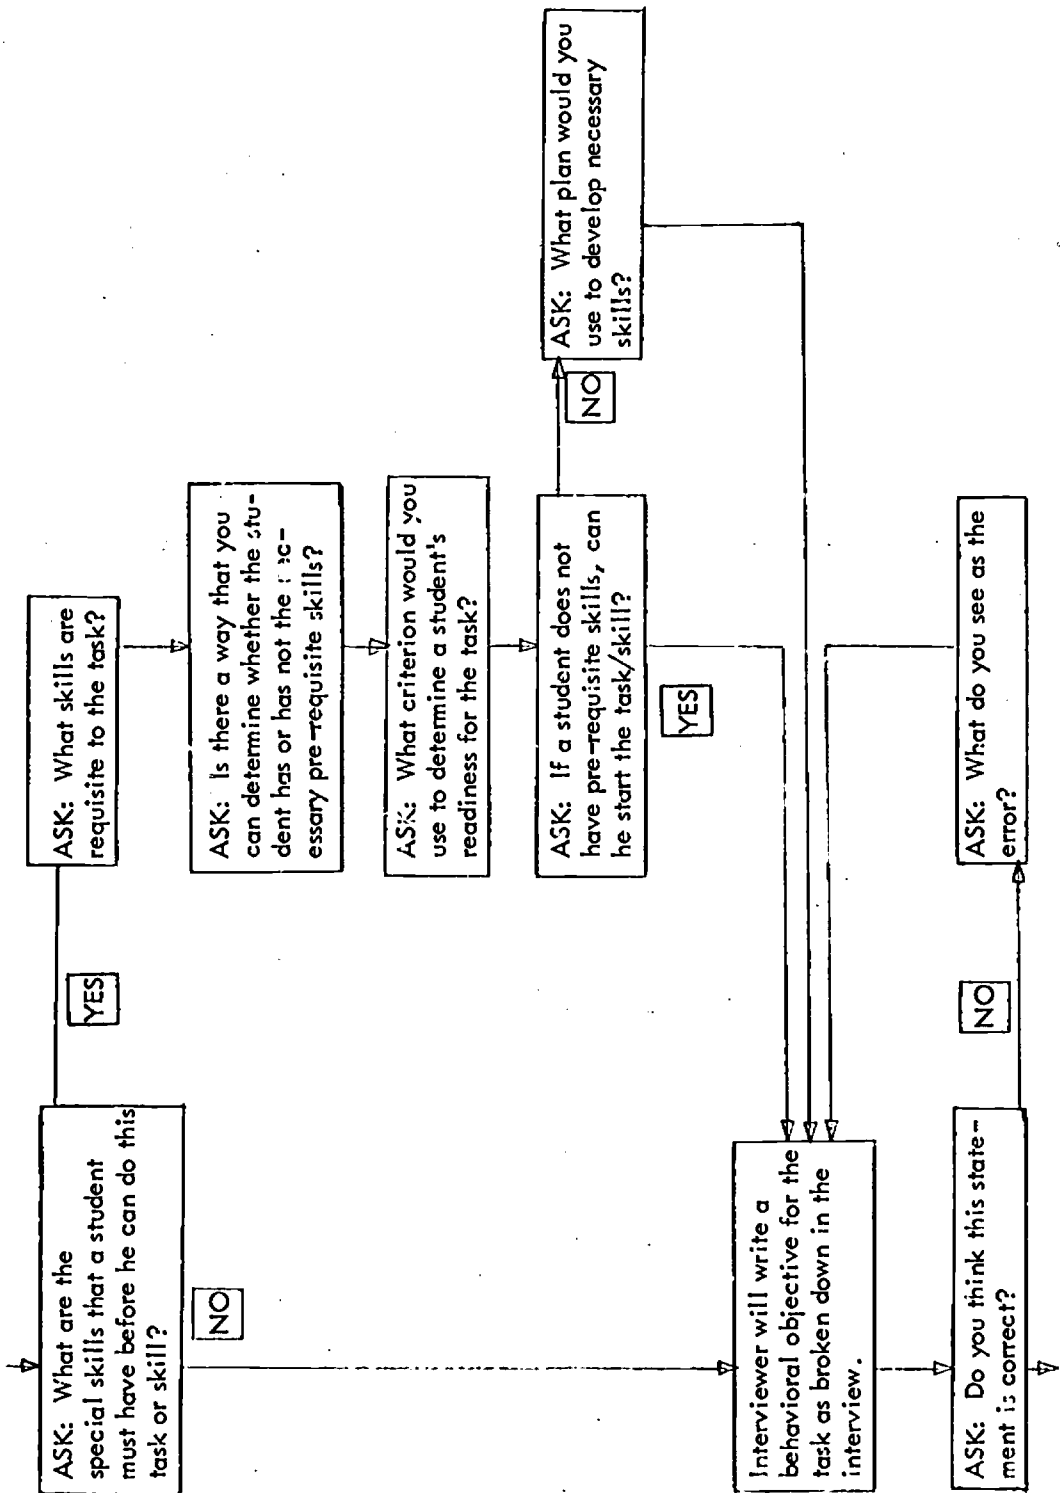 ASK: What are the
special skills that a student
must have before he can do this
task or skill?
YES
NO
ASK: What skills are
requisite to the task?
ASK: Is there a way that you
can determine whether the stu-
dent has or has not the nec-
essary pre-requisite skills?
ASK: What criterion would you
use to determine a student's
readiness for the task?
ASK: If a student does not
have pre-requisite skills, can
he start the task/skill?
NO
YES
ASK: What plan would you
use to develop necessary
skills?
Interviewer will write a
behavioral objective for the
task as broken down in the
interview.
ASK: Do you think this state-
ment is correct?
NO
ASK: What do you see as the
error?